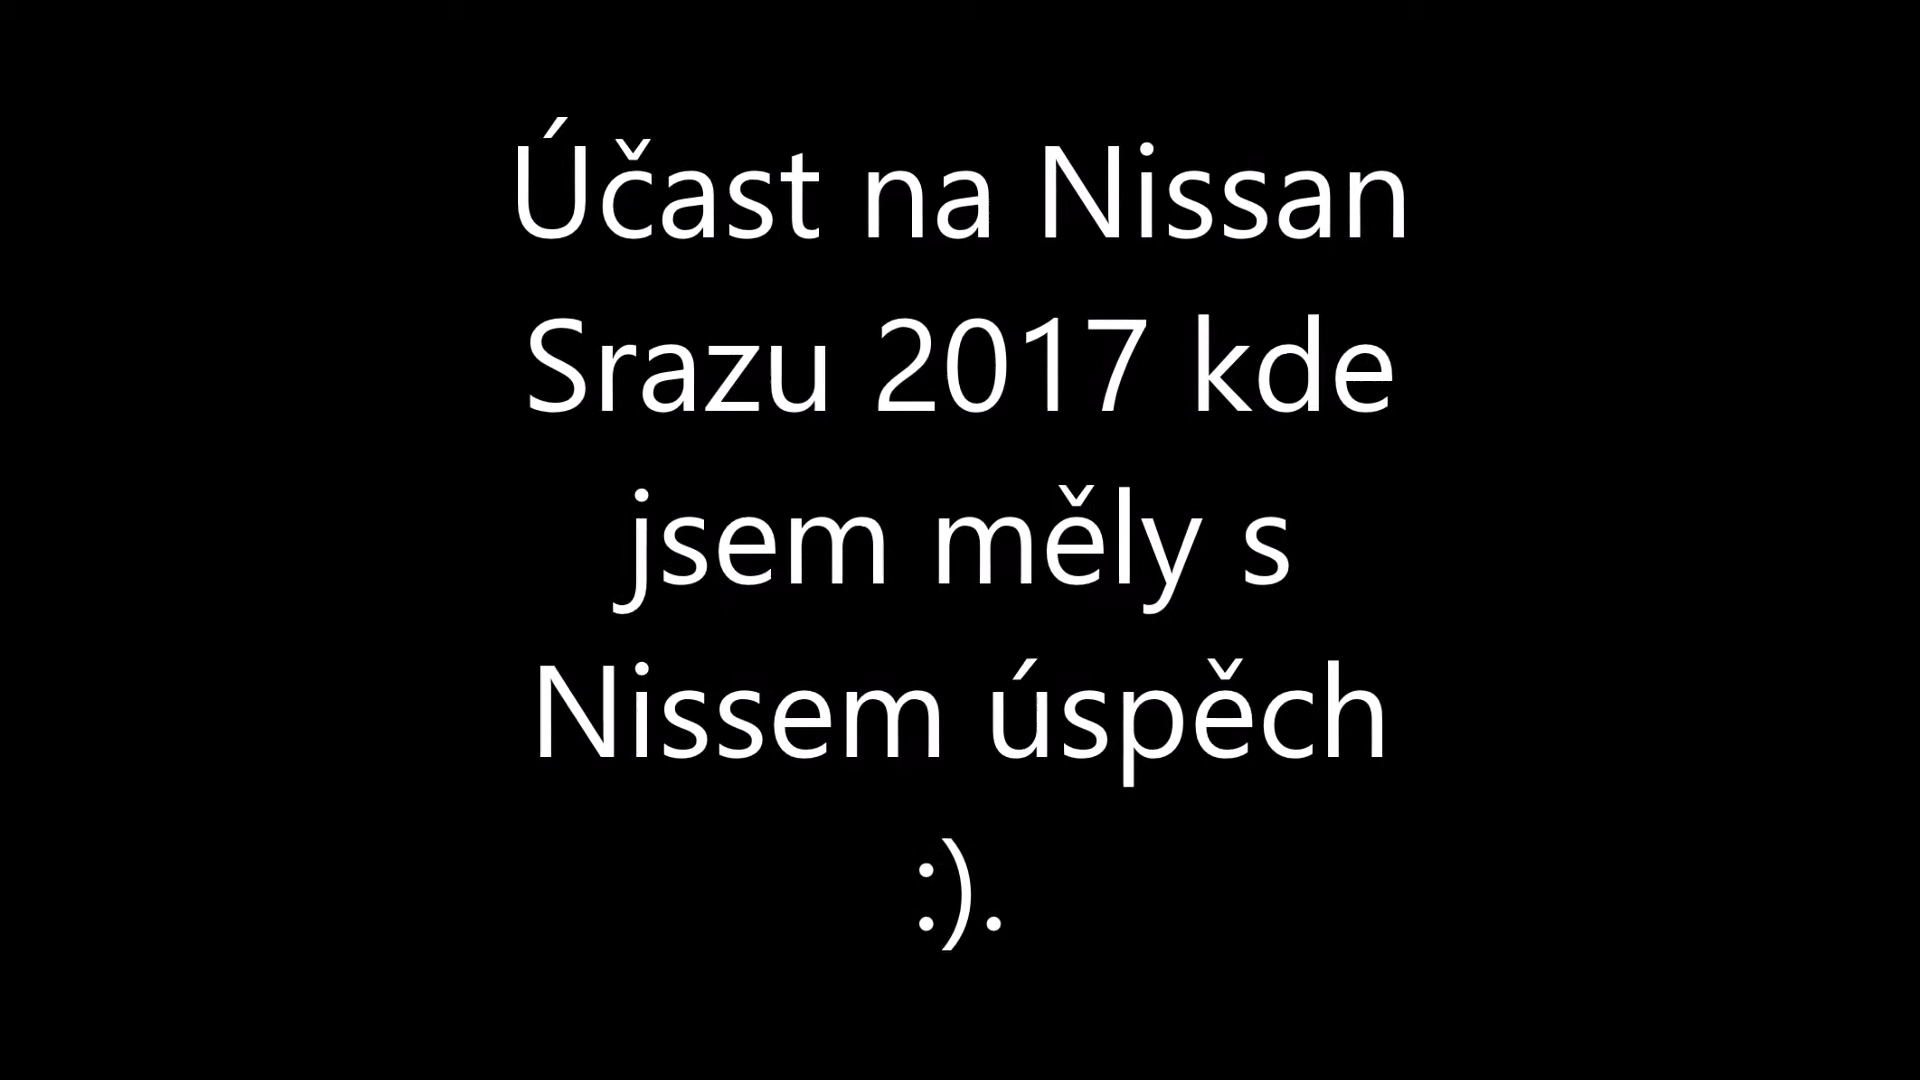 Účast na Nissan
Srazu 2017 kde
jsem měly s
Nissem úspěch
:).